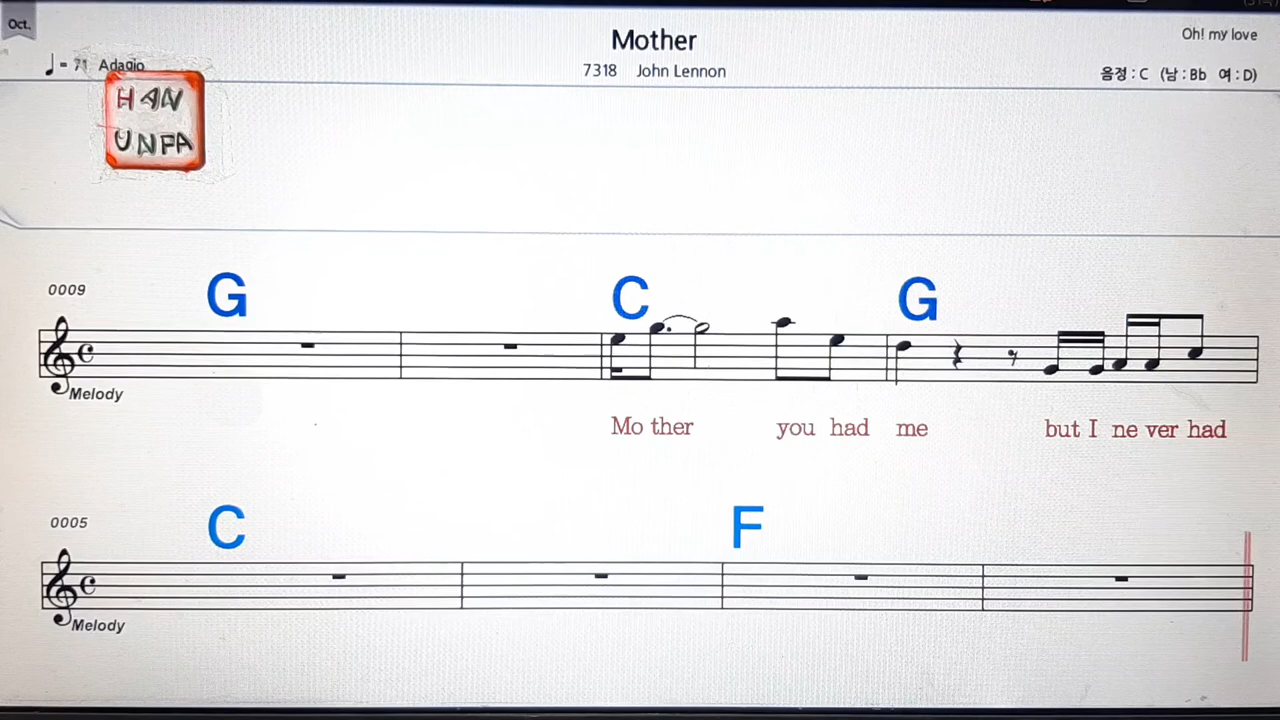 Oct.
Mother
Oh! my love
♩ = 71 Adagio
7318 John Lennon
음정 : C (남 : Bb 여 : D)
HAN
UNFA
0009
G C G
Melody
Mo ther you had me but I ne ver had
0005
C F
Melody